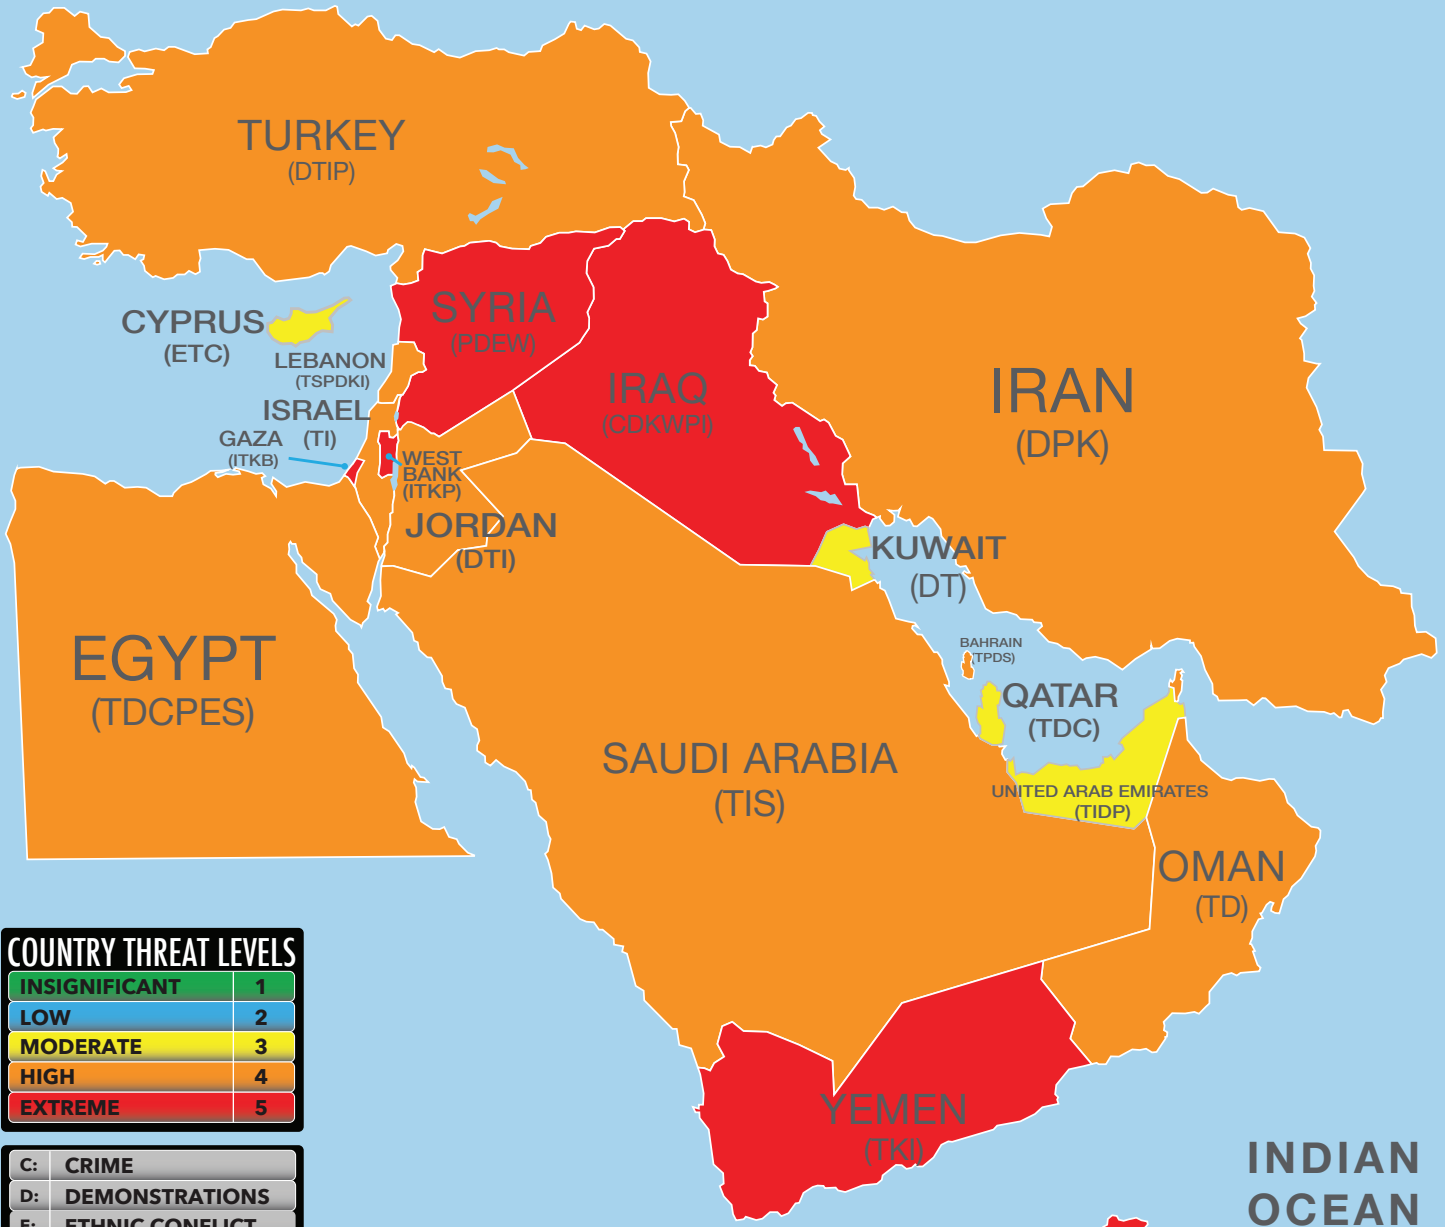 TURKEY
(DTIP)
SYRIA
(PDEW)
CYPRUS
(ETC)
LEBANON
(TSPDKI)
ISRAEL
(TI)
GAZA
(ITKB)
WEST
BANK
(ITKP)
IRAQ
(CDKWPI)
IRAN
(DPK)
JORDAN
(DTI)
KUWAIT
(DT)
EGYPT
(TDCPES)
BAHRAIN
(TPDS)
QATAR
(TDC)
SAUDI ARABIA
(TIS)
UNITED ARAB EMIRATES
(TIDP)
OMAN
(TD)
YEMEN
(TKI)
INDIAN
OCEAN
COUNTRY THREAT LEVELS
INSIGNIFICANT 1
LOW 2
MODERATE 3
HIGH 4
EXTREME 5
C: CRIME
D: DEMONSTRATIONS
E: ETHNIC CONFLICT